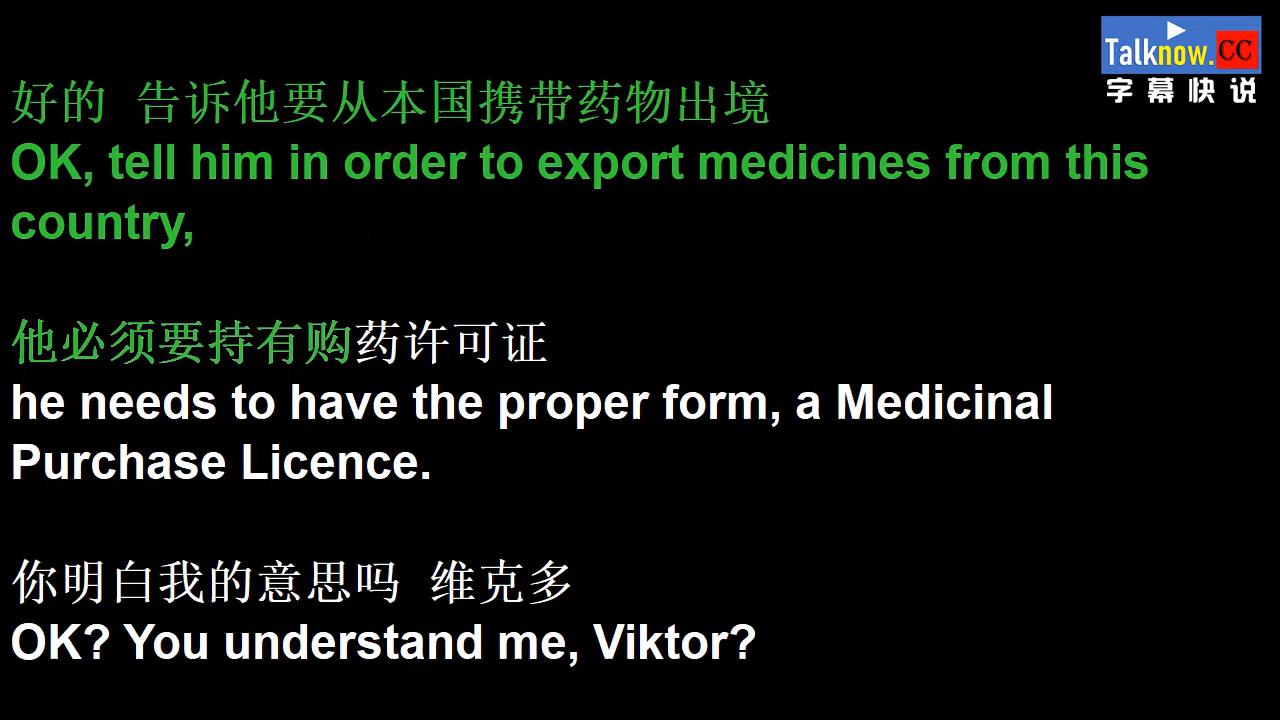 Talknow.CC
字幕快说
好的 告诉他要从本国携带药物出境
OK, tell him in order to export medicines from this
country,
他必须要持有购药许可证
he needs to have the proper form, a Medicinal
Purchase Licence.
你明白我的意思吗 维克多
OK? You understand me, Viktor?